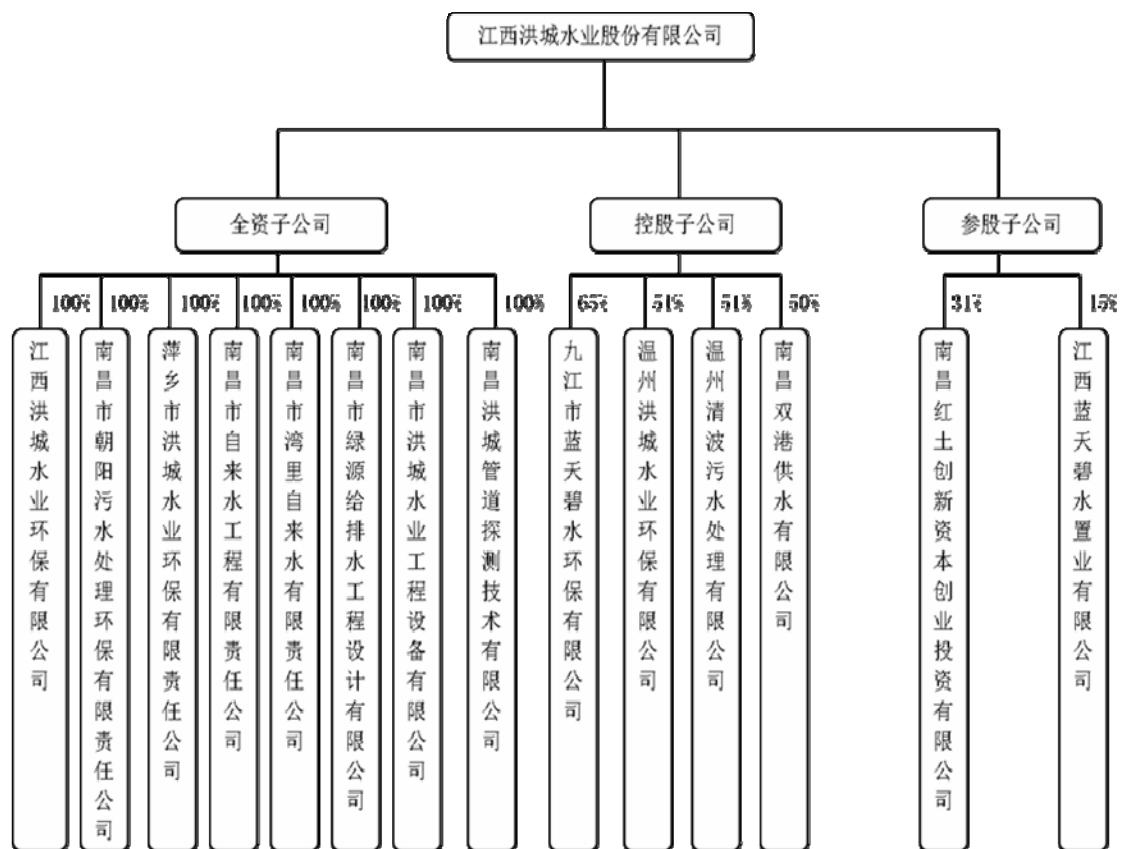 江西洪城水业股份有限公司
全资子公司
控股子公司
参股子公司
100%
100%
100%
100%
100%
100%
100%
100%
65%
51%
51%
50%
31%
15%
江西洪城水业环保有限公司
南昌市朝阳污水处理环保有限责任公司
萍乡市洪城水业环保有限责任公司
南昌市自来水工程有限责任公司
南昌市湾里自来水有限责任公司
南昌市绿源给排水工程设计有限公司
南昌市洪城水业工程设备有限公司
南昌洪城管道探测技术有限公司
九江市蓝天碧水环保有限公司
温州洪城水业环保有限公司
温州清波污水处理有限公司
南昌双港供水有限公司
南昌红土创新资本创业投资有限公司
江西蓝天碧水置业有限公司